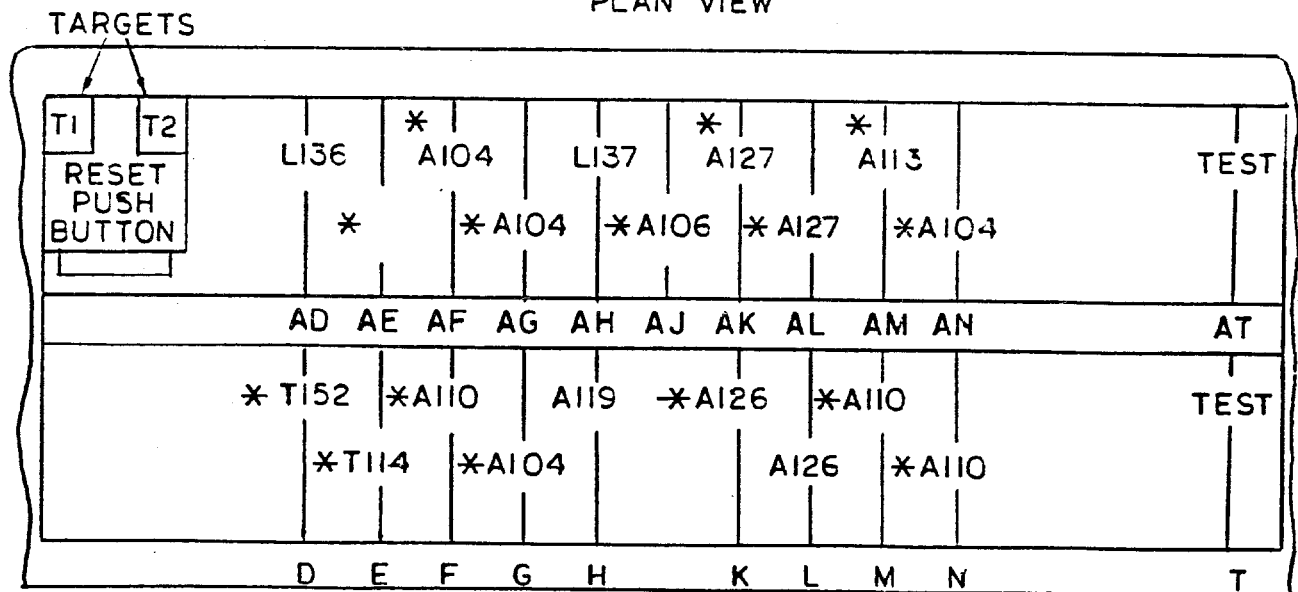 PLAN VIEW
TARGETS
T1 T2
RESET
PUSH
BUTTON
* * *
L136 A104 L137 A127 A113 TEST
* *A104 *A106 *A127 *A104
AD AE AF AG AH AJ AK AL AM AN AT
*T152 *A110 A119 *A126 *A110 TEST
*T114 *A104 A126 *A110
D E F G H K L M N T